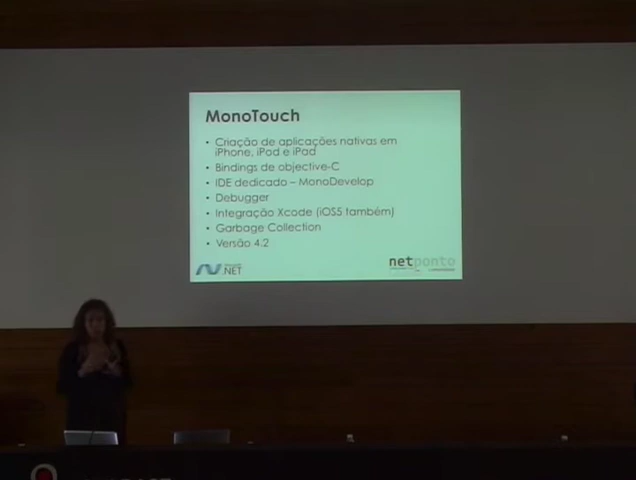 MonoTouch
• Criação de aplicações nativas em
iPhone, iPod e iPad
• Bindings de objective-C
• IDE dedicado – MonoDevelop
• Debugger
• Integração Xcode (iOS5 também)
• Garbage Collection
• Versão 4.2
.NET
netponto